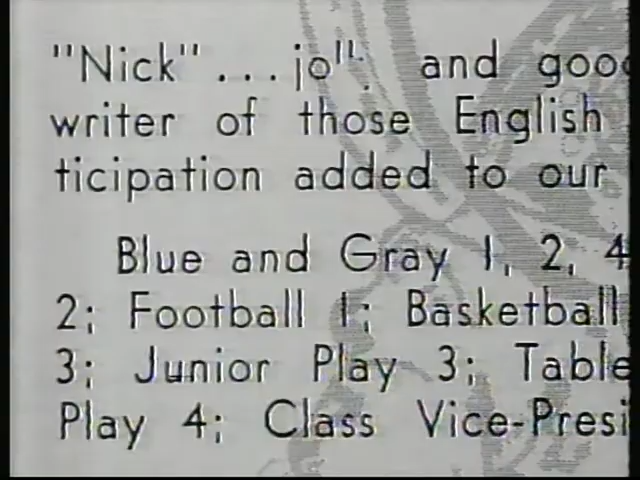 "Nick"... and
writer of those English
ticipation added to our
Blue and Gray 1, 2, 4
2; Football 1; Basketball
3; Junior Play 3; Table
Play 4; Class Vice-Presi